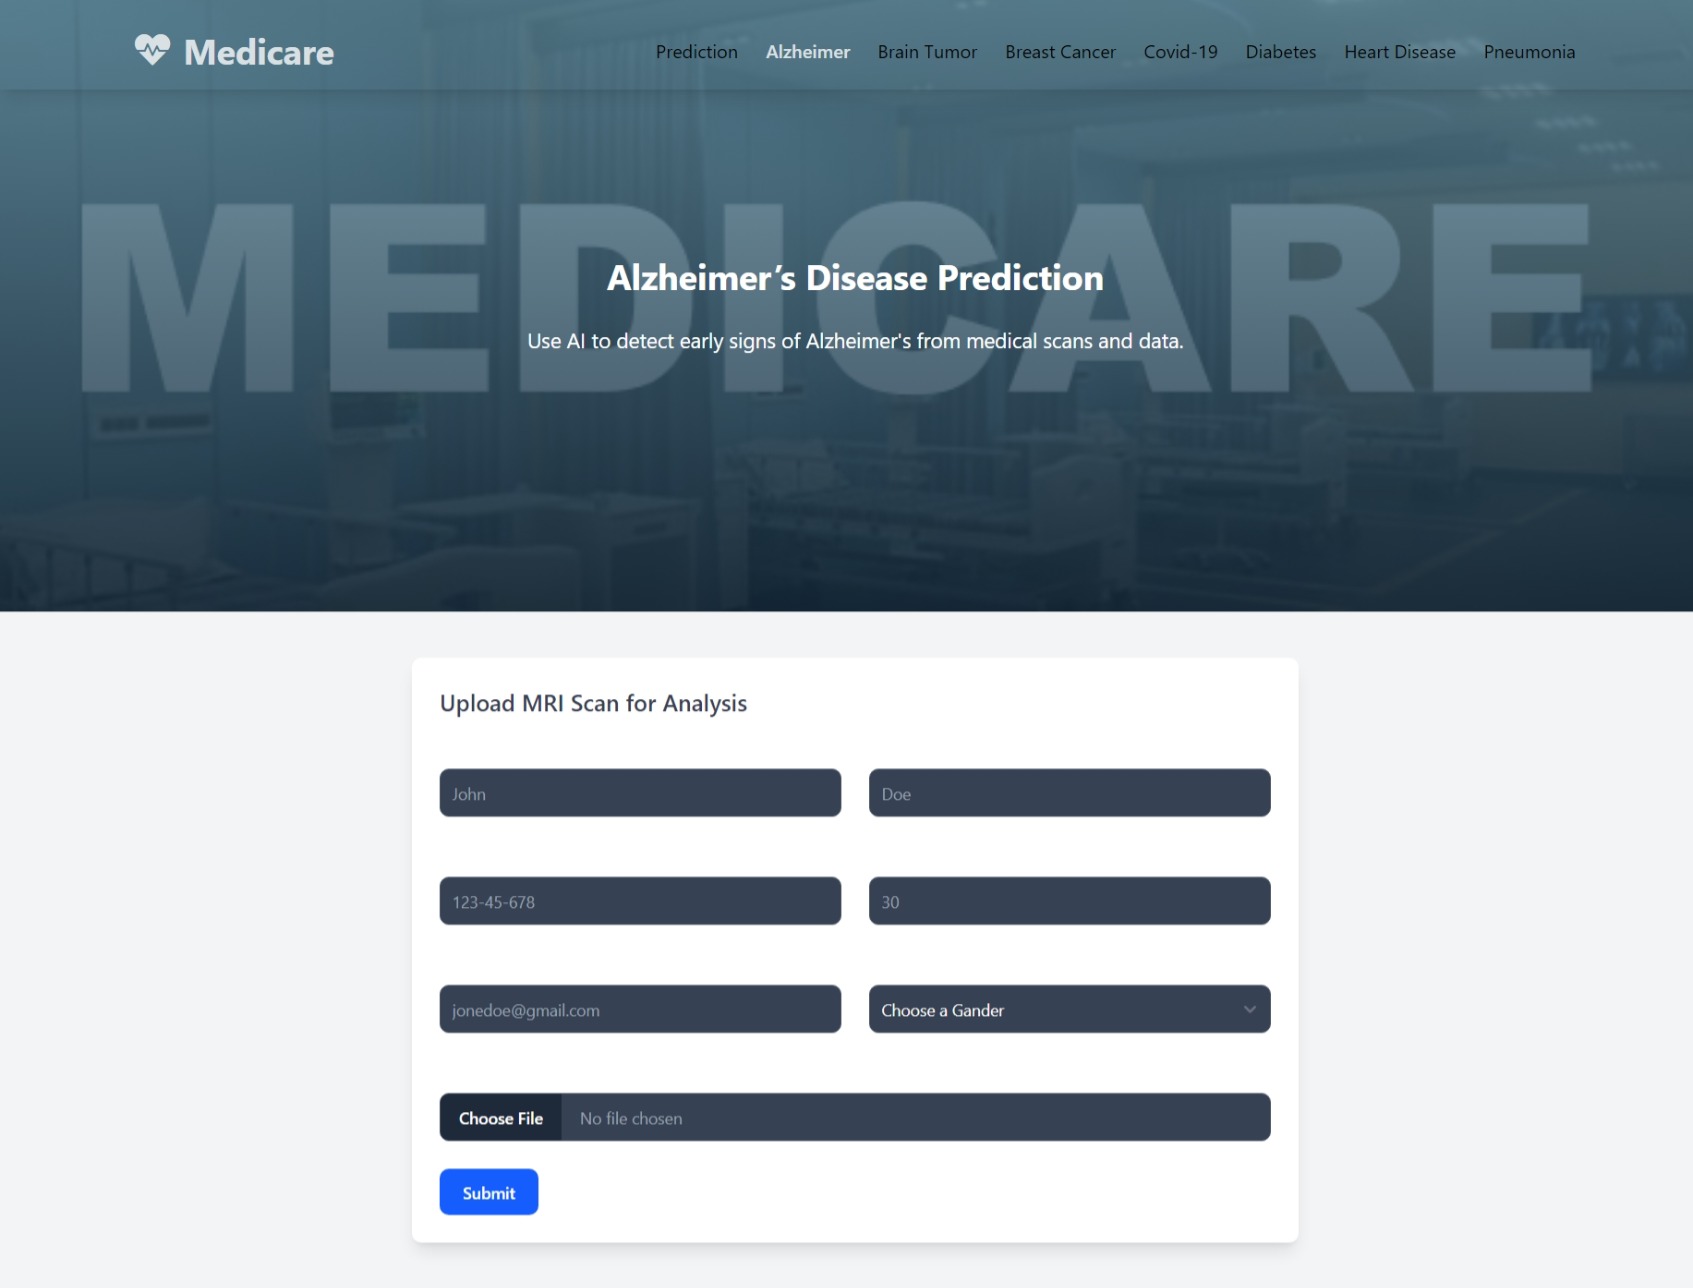 Medicare
Prediction Alzheimer Brain Tumor Breast Cancer Covid-19 Diabetes Heart Disease Pneumonia
MEDICARE
Alzheimer’s Disease Prediction
Use AI to detect early signs of Alzheimer's from medical scans and data.
Upload MRI Scan for Analysis
John
Doe
123-45-678
30
jonedoe@gmail.com
Choose a Gander
Choose File No file chosen
Submit